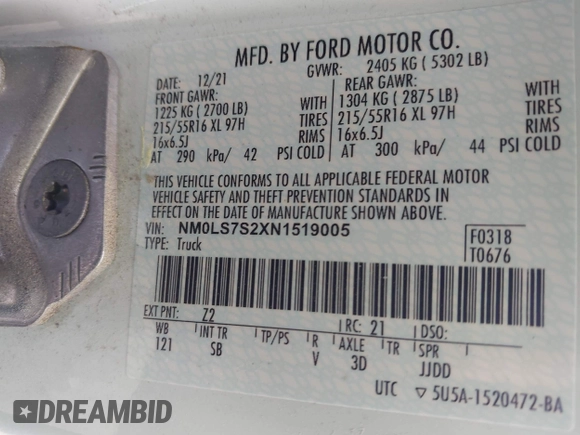 MFD. BY FORD MOTOR CO.
DATE: 12/21 GVWR: 2405 KG ( 5302 LB)
FRONT GAWR: REAR GAWR:
1225 KG ( 2700 LB) WITH 1304 KG ( 2875 LB) WITH
215/55R16 XL 97H TIRES 215/55R16 XL 97H TIRES
16x6.5J RIMS 16x6.5J RIMS
AT 290 kPa/ 42 PSI COLD AT 300 kPa/ 44 PSI COLD
THIS VEHICLE CONFORMS TO ALL APPLICABLE FEDERAL MOTOR
VEHICLE SAFETY AND THEFT PREVENTION STANDARDS IN
EFFECT ON THE DATE OF MANUFACTURE SHOWN ABOVE.
VIN: NM0LS7S2XN1519005 F0318
TYPE: Truck T0676
EXT PNT: Z2 RC: 21 DSO:
WB INT TR TP/PS R AXLE TR SPR
121 SB V 3D JJDD
UTC ▽ 5U5A-1520472-BA
DREAMBID